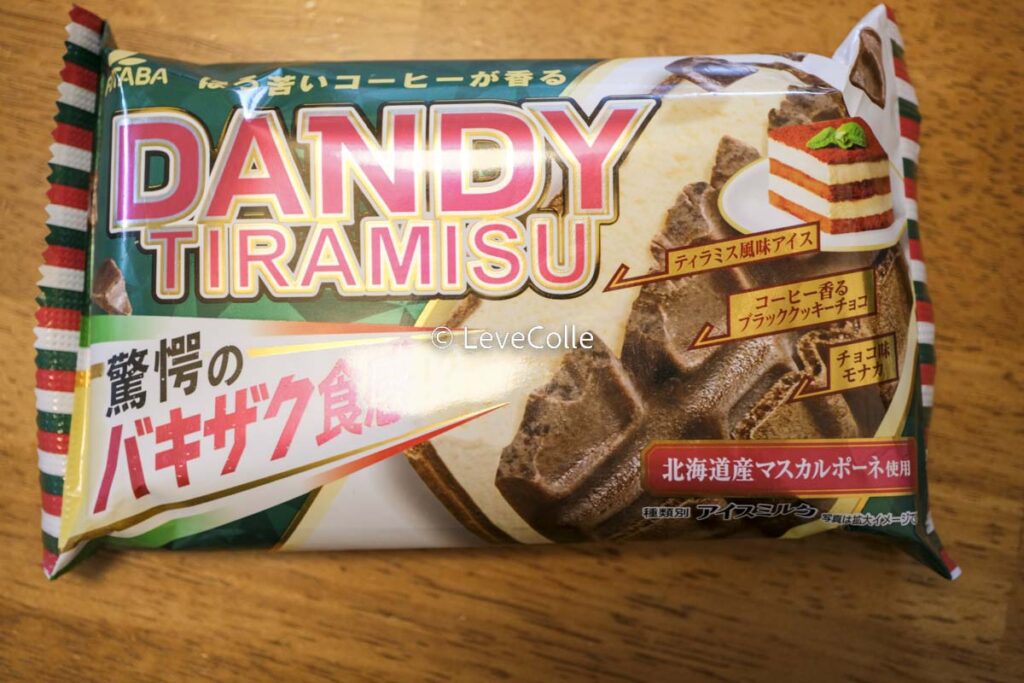 FUTABA
ほろ苦いコーヒーが香る
DANDY
TIRAMISU
ティラミス風味アイス
コーヒー香る
ブラッククッキーチョコ
チョコ味
モナカ
© LeveColle
驚愕の
バキザク食感
北海道産マスカルポーネ使用
種類別 アイスミルク 写真は拡大イメージで